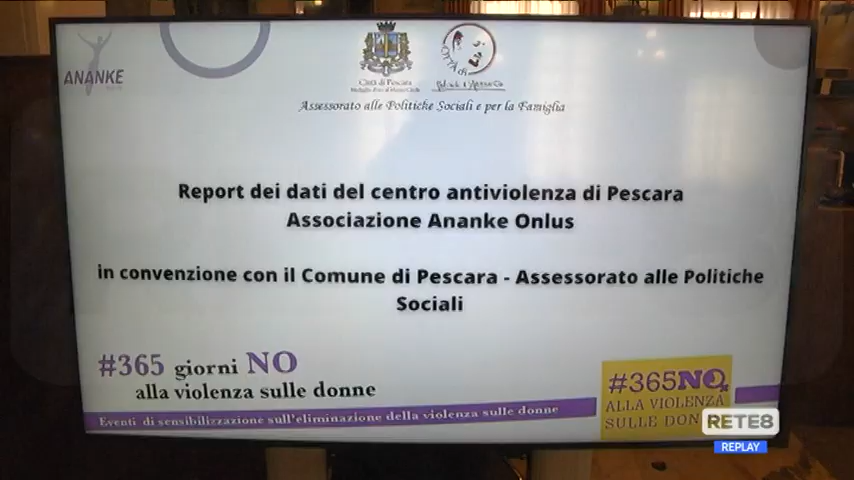 ANANKE
Città di Pescara
CITTÀ di
Assessorato alle Politiche Sociali e per la Famiglia
Report dei dati del centro antiviolenza di Pescara
Associazione Ananke Onlus
in convenzione con il Comune di Pescara - Assessorato alle Politiche
Sociali
#365 giorni NO
alla violenza sulle donne
Eventi di sensibilizzazione sull'eliminazione della violenza sulle donne
#365NO
ALLA VIOLENZA
SULLE DON
RETE8
REPLAY